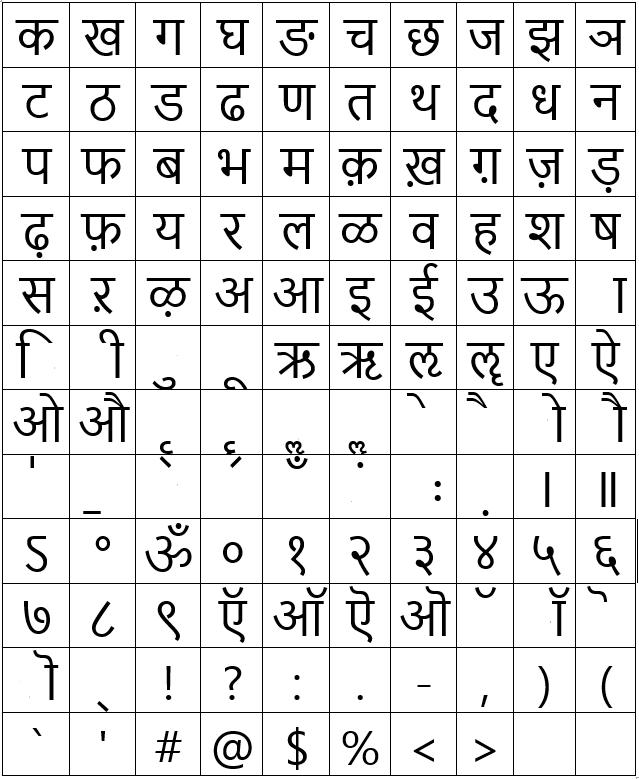 क ख ग घ ङ च छ ज झ ञ
ट ठ ड ढ ण त थ द ध न
प फ ब भ म क़ ख़ ग़ ज़ ड़
ढ़ फ़ य र ल ळ व ह श ष
स ऱ ऴ अ आ इ ई उ ऊ ा
ि ी ु ू ऋ ॠ ऌ ॡ ए ऐ
ओ औ ृ ॄ े ै ो ौ
॑ ॒ ः । ॥
ऽ ° ॐ ० १ २ ३ ४ ५ ६
७ ८ ९ ऍ ऑ ऎ ऒ ॅ ॉ ॆ
ॊ ् ! ? : . - , ) (
` ' # @ $ % < >